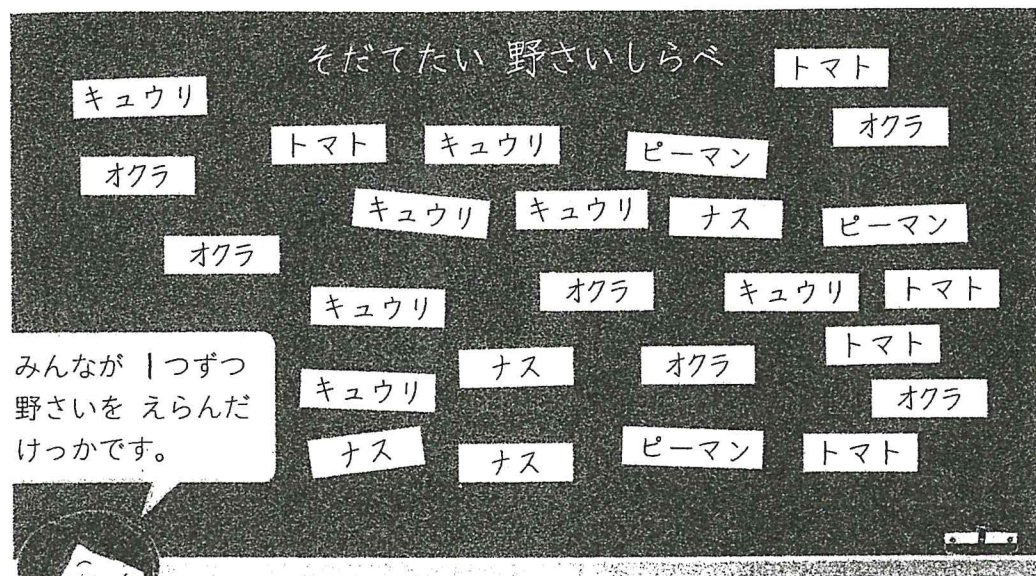 そだてたい 野さいしらべ
トマト
キュウリ
オクラ
トマト
キュウリ
ピーマン
オクラ
キュウリ
キュウリ
ナス
ピーマン
オクラ
オクラ
キュウリ
トマト
キュウリ
トマト
ナス
オクラ
キュウリ
オクラ
ナス
ナス
ピーマン
トマト
みんなが 1つずつ
野さいを えらんだ
けっかです。